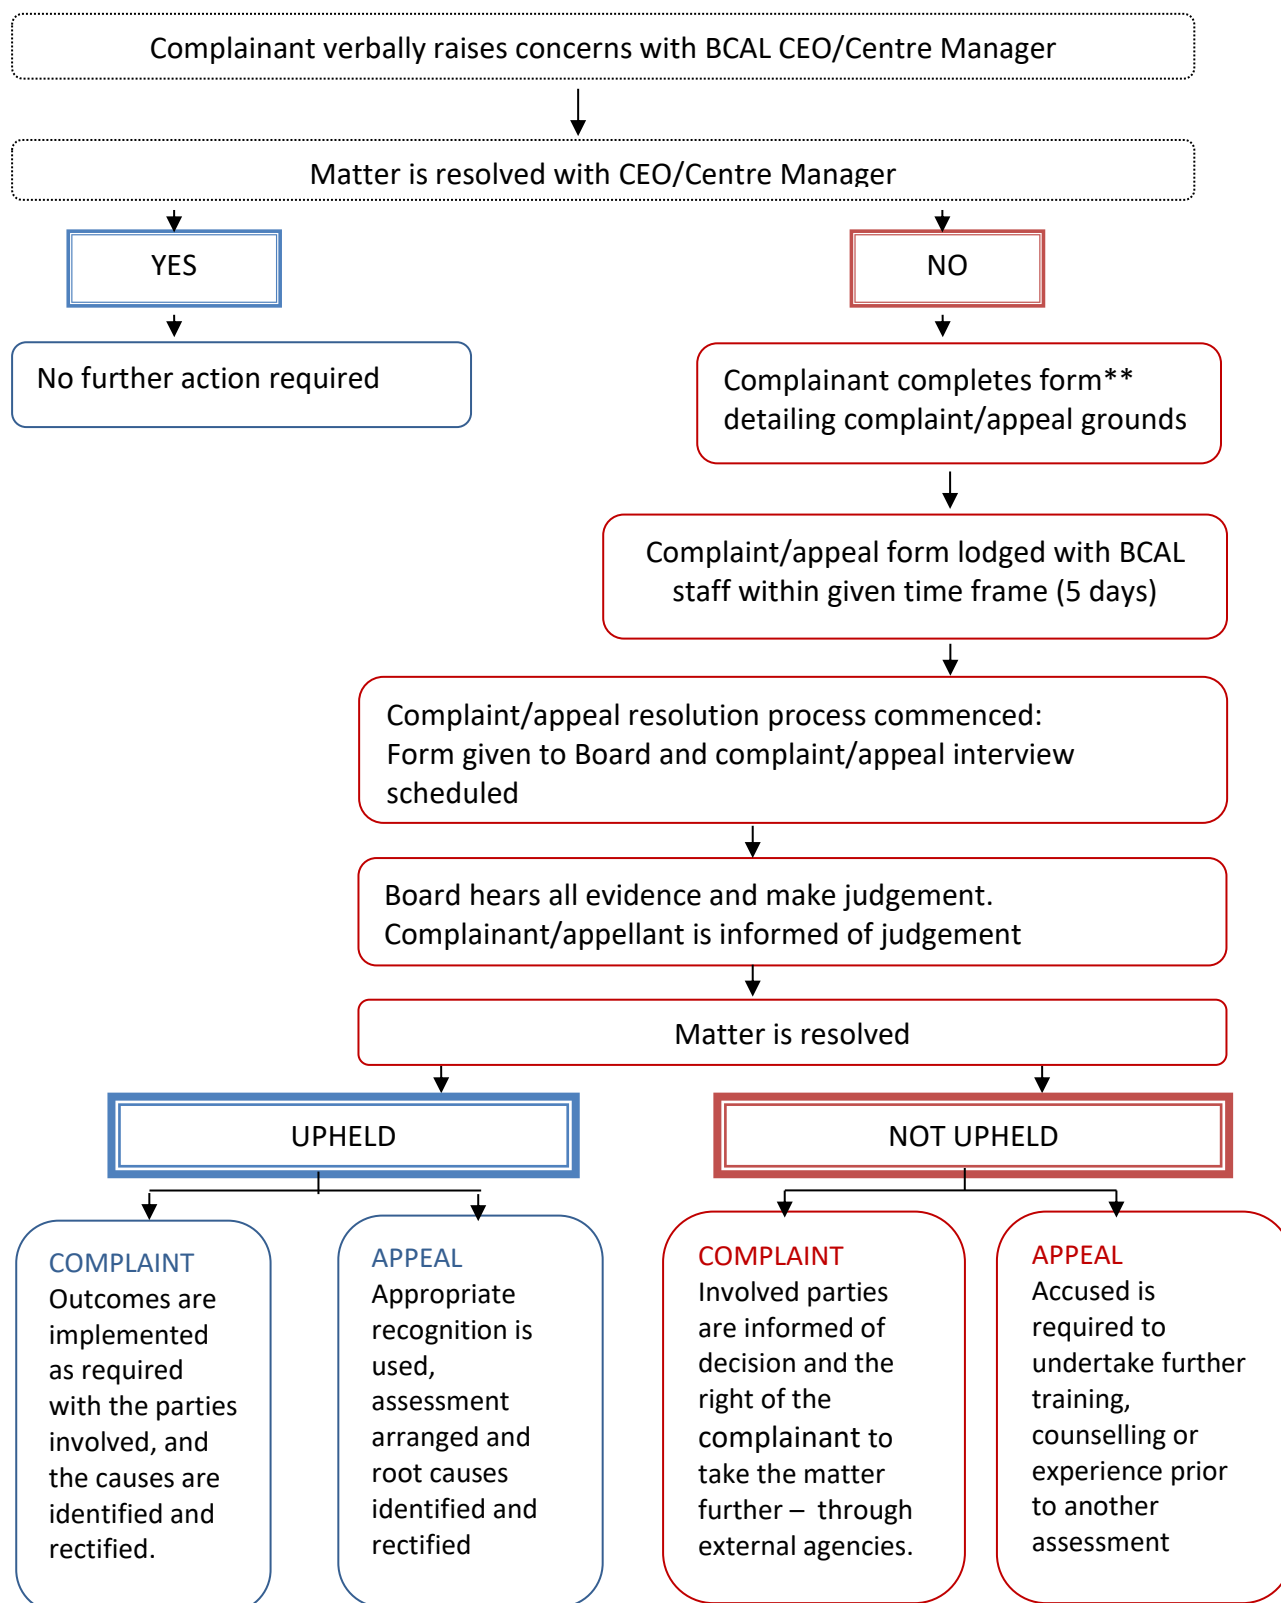 Complainant verbally raises concerns with BCAL CEO/Centre Manager
Matter is resolved with CEO/Centre Manager
YES
NO
No further action required
Complainant completes form**
detailing complaint/appeal grounds
Complaint/appeal form lodged with BCAL
staff within given time frame (5 days)
Complaint/appeal resolution process commenced:
Form given to Board and complaint/appeal interview
scheduled
Board hears all evidence and make judgement.
Complainant/appellant is informed of judgement
Matter is resolved
UPHELD
NOT UPHELD
COMPLAINT
Outcomes are
implemented
as required
with the parties
involved, and
the causes are
identified and
rectified.
APPEAL
Appropriate
recognition is
used,
assessment
arranged and
root causes
identified and
rectified
COMPLAINT
Involved parties
are informed of
decision and the
right of the
complainant to
take the matter
further – through
external agencies.
APPEAL
Accused is
required to
undertake further
training,
counselling or
experience prior
to another
assessment